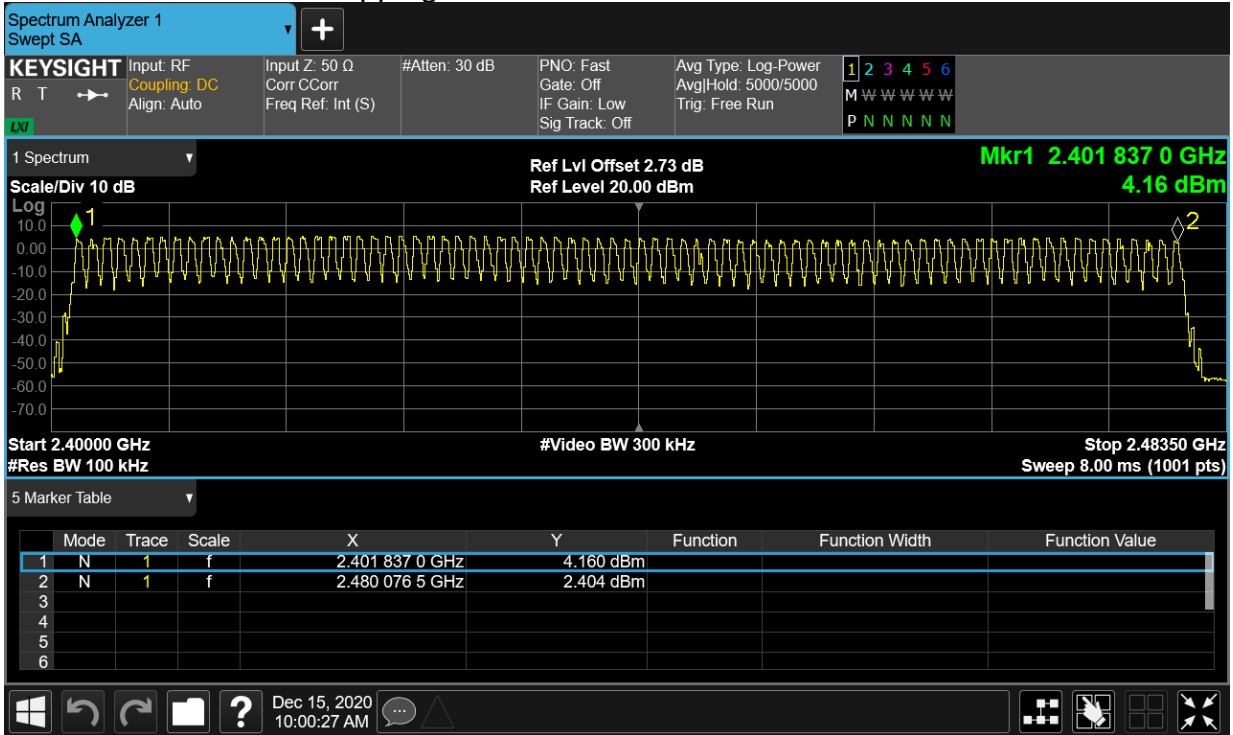 Spectrum Analyzer 1
Swept SA
KEYSIGHT
R T
LXI
Input: RF
Coupling: DC
Align: Auto
Input Z: 50 Ω
Corr CCorr
Freq Ref: Int (S)
#Atten: 30 dB
PNO: Fast
Gate: Off
IF Gain: Low
Sig Track: Off
Avg Type: Log-Power
Avg|Hold: 5000/5000
Trig: Free Run
1 2 3 4 5 6
M W W W W W
P N N N N N
1 Spectrum
Scale/Div 10 dB
Ref Lvl Offset 2.73 dB
Ref Level 20.00 dBm
Mkr1 2.401 837 0 GHz
4.16 dBm
Log
10.0
0.00
-10.0
-20.0
-30.0
-40.0
-50.0
-60.0
-70.0
1
2
Start 2.40000 GHz
#Res BW 100 kHz
#Video BW 300 kHz
Stop 2.48350 GHz
Sweep 8.00 ms (1001 pts)
5 Marker Table
Mode Trace Scale X Y Function Function Width Function Value
1 N 1 f 2.401 837 0 GHz 4.160 dBm
2 N 1 f 2.480 076 5 GHz 2.404 dBm
3
4
5
6
?
Dec 15, 2020
10:00:27 AM